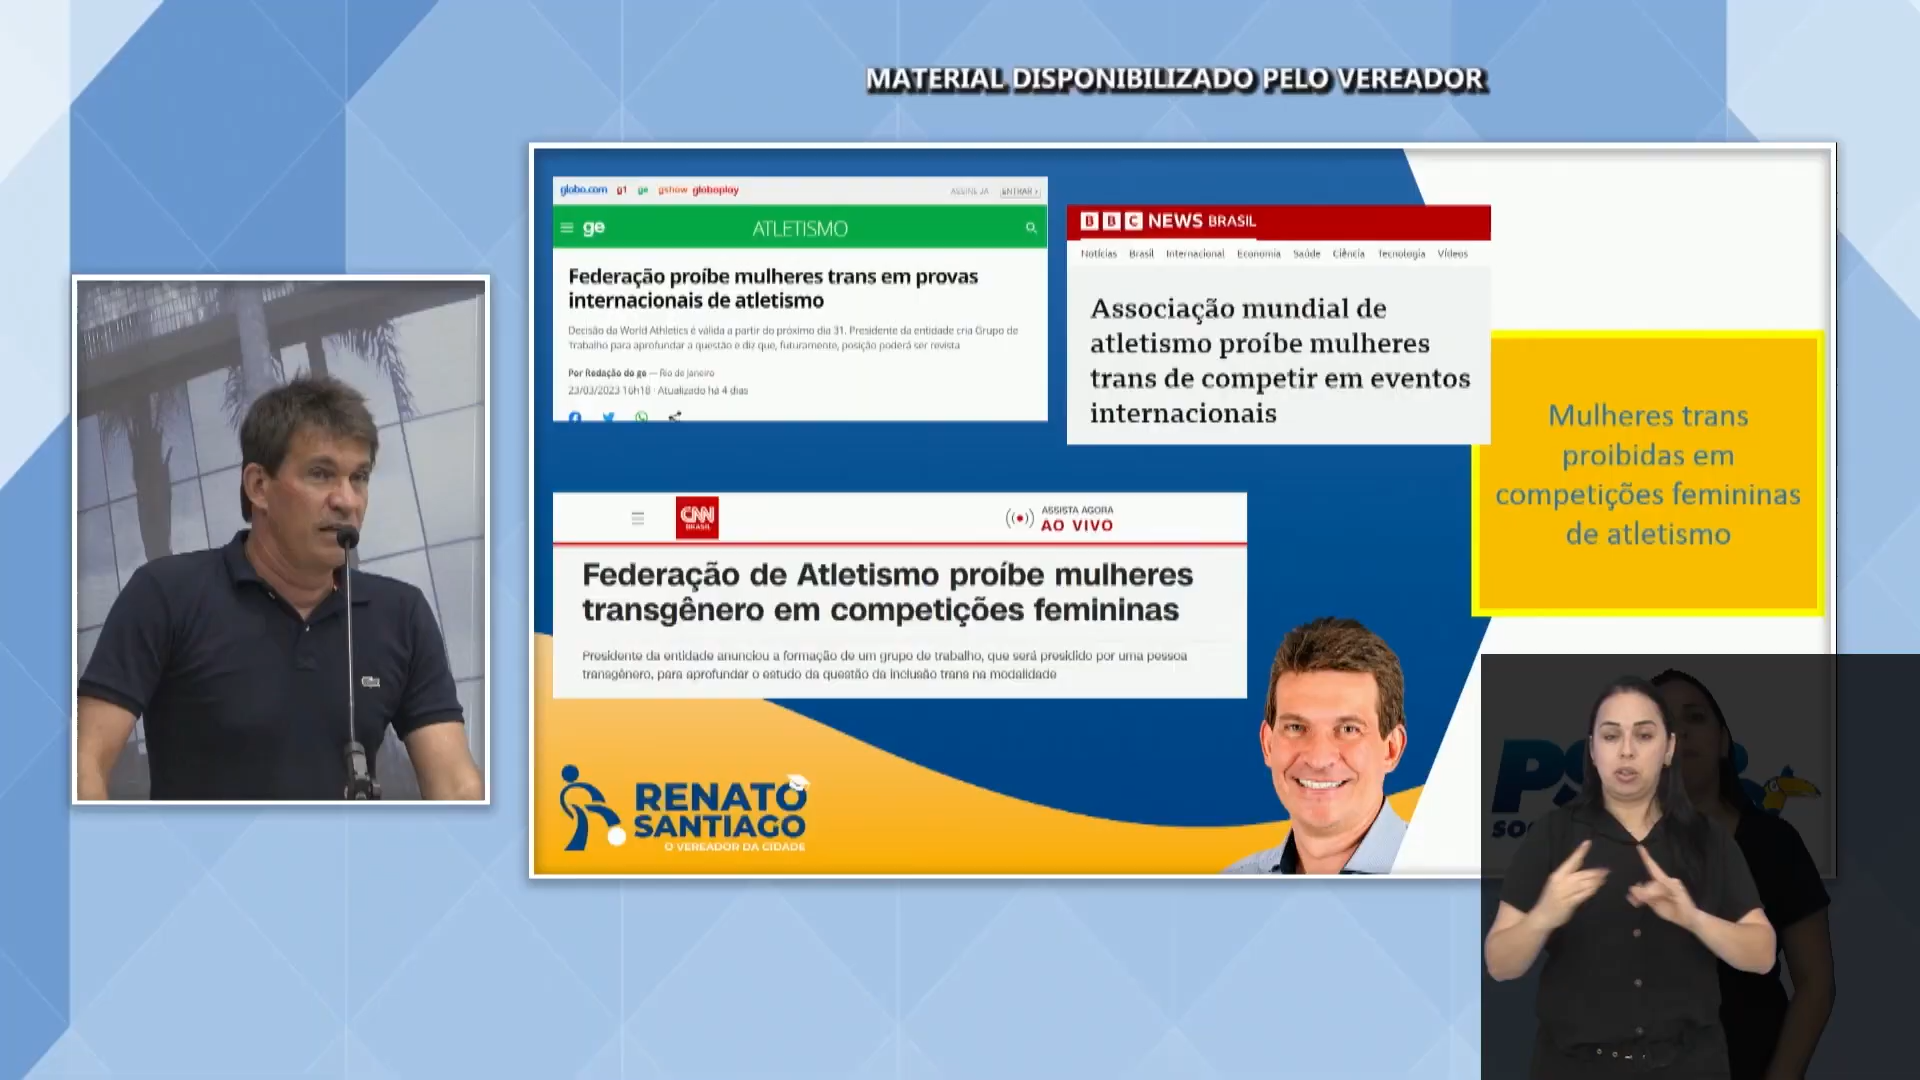 MATERIAL DISPONIBILIZADO PELO VEREADOR
globo.com g1 ge gshow globoplay ASSINE JÁ ENTRAR ›
ge ATLETISMO
Federação proíbe mulheres trans em provas
internacionais de atletismo
Decisão da World Athletics é válida a partir do próximo dia 31. Presidente da entidade cria Grupo de
Trabalho para aprofundar a questão e diz que, futuramente, posição poderá ser revista
Por Redação do ge — Rio de Janeiro
23/03/2023 16h18 · Atualizado há 4 dias
BBC NEWS BRASIL
Notícias Brasil Internacional Economia Saúde Ciência Tecnologia Vídeos
Associação mundial de
atletismo proíbe mulheres
trans de competir em eventos
internacionais
Mulheres trans
proibidas em
competições femininas
de atletismo
CNN
BRASIL
ASSISTA AGORA
AO VIVO
Federação de Atletismo proíbe mulheres
transgênero em competições femininas
Presidente da entidade anunciou a formação de um grupo de trabalho, que será presidido por uma pessoa
transgênero, para aprofundar o estudo da questão da inclusão trans na modalidade
RENATO
SANTIAGO
O VEREADOR DA CIDADE